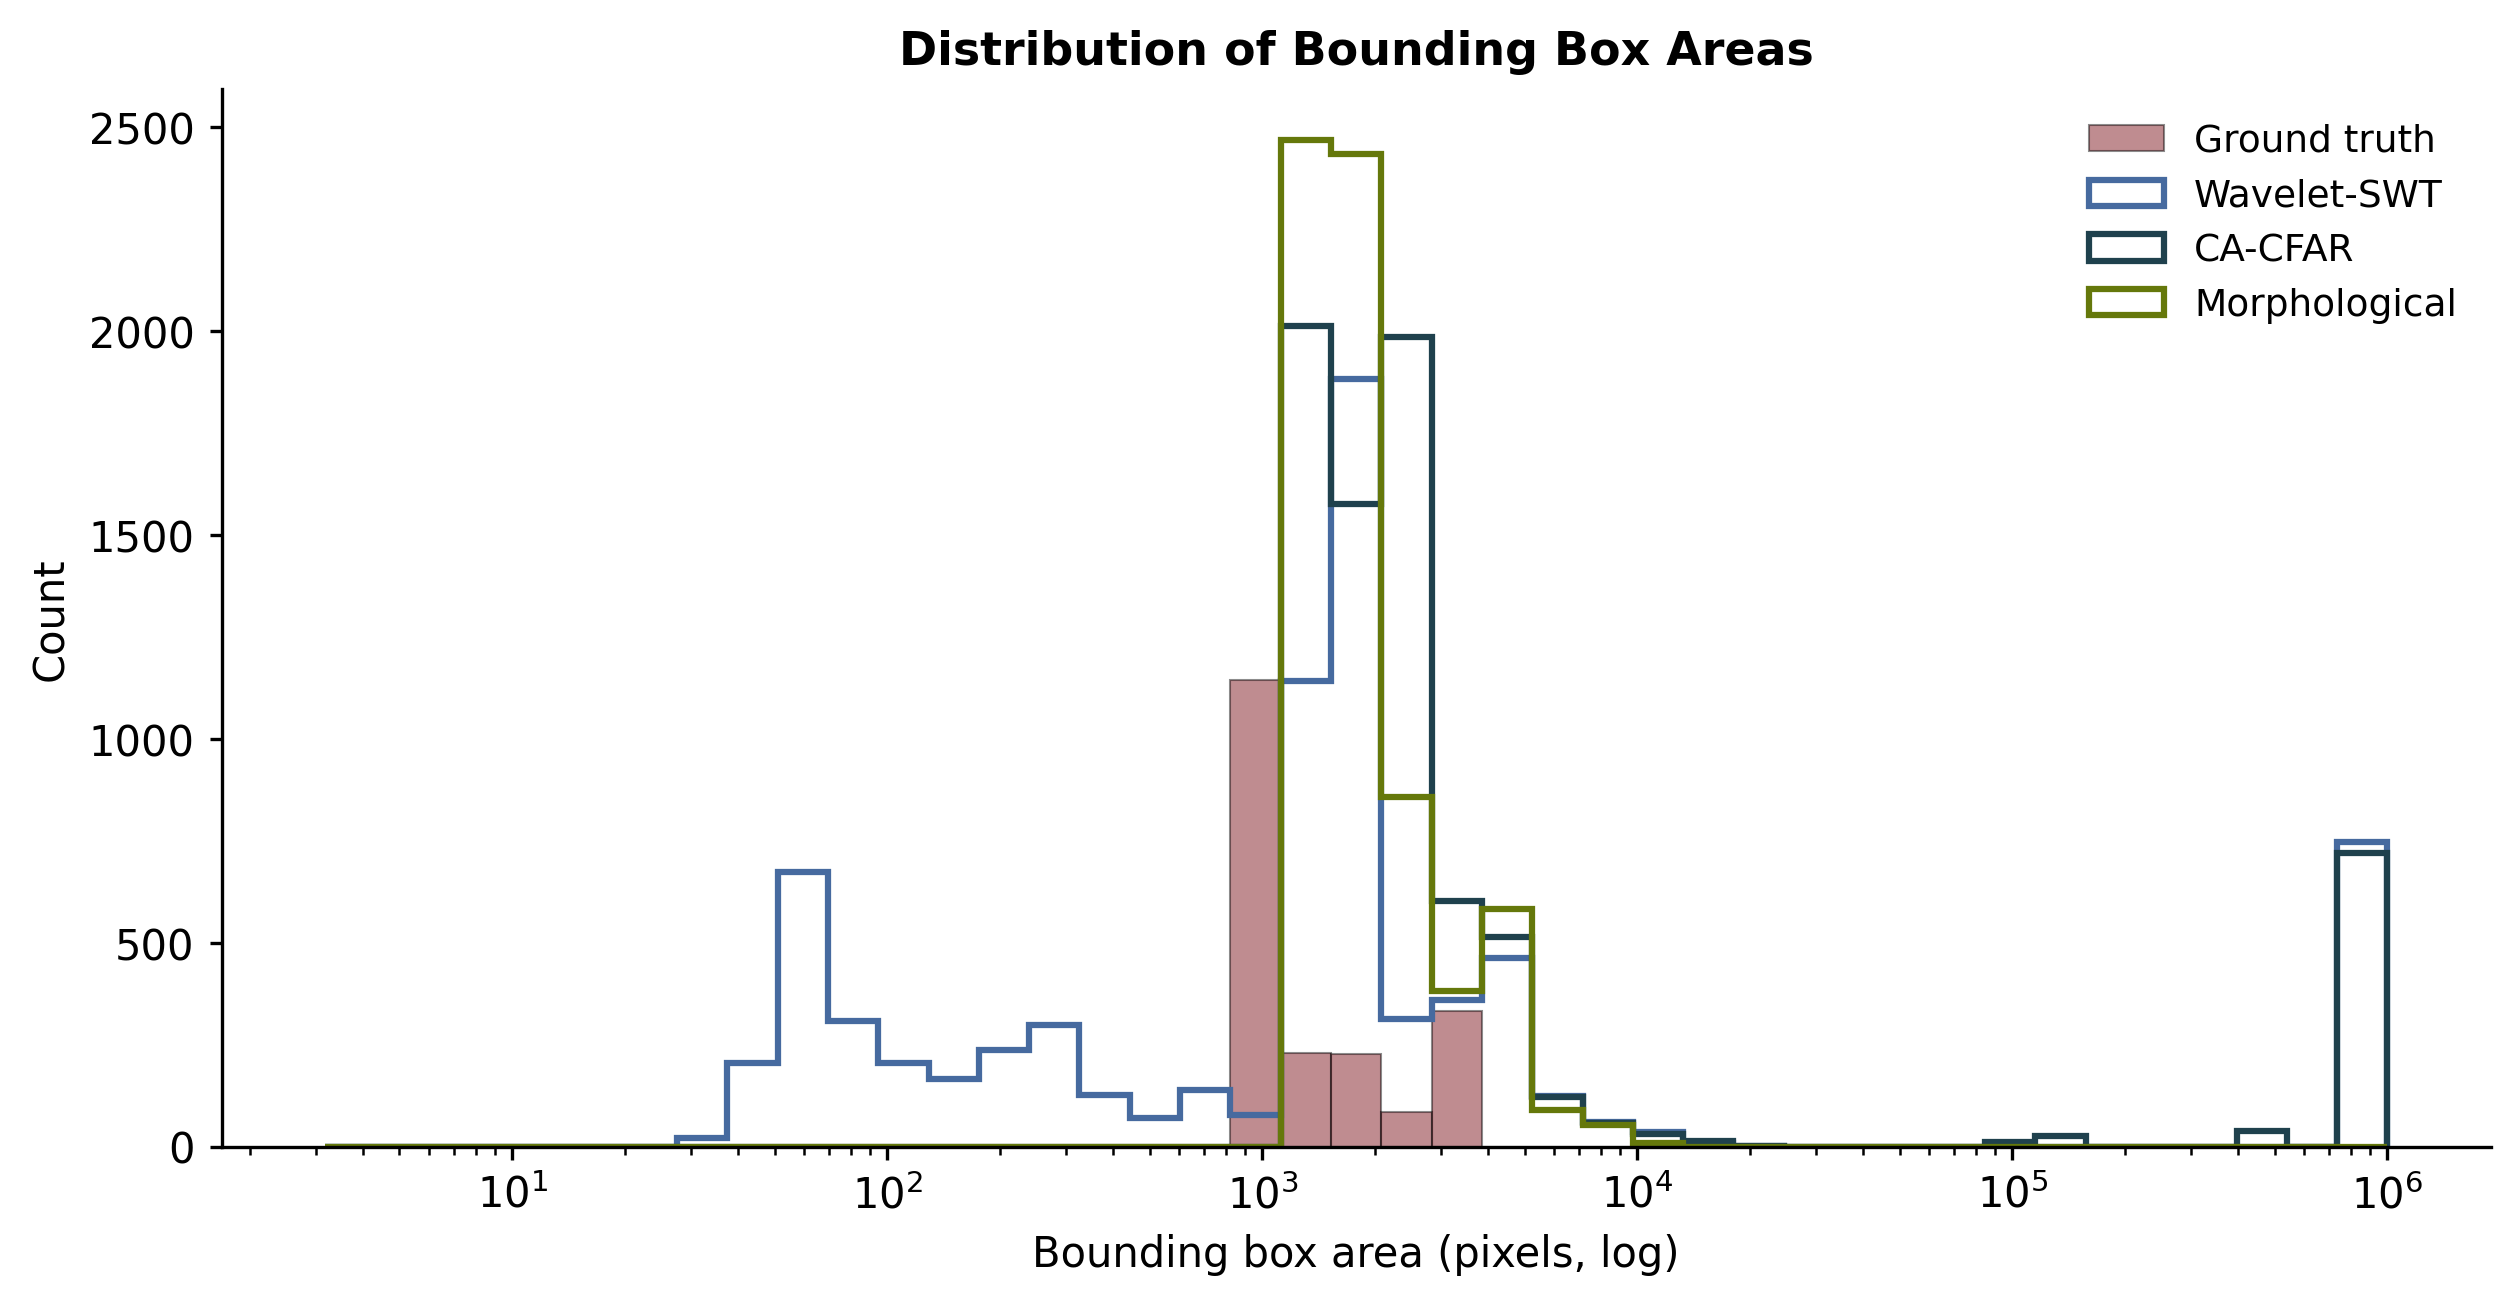 Distribution of Bounding Box Areas
2500
2000
1500
1000
500
0
Count
Ground truth
Wavelet-SWT
CA-CFAR
Morphological
10¹ 10² 10³ 10⁴ 10⁵ 10⁶
Bounding box area (pixels, log)